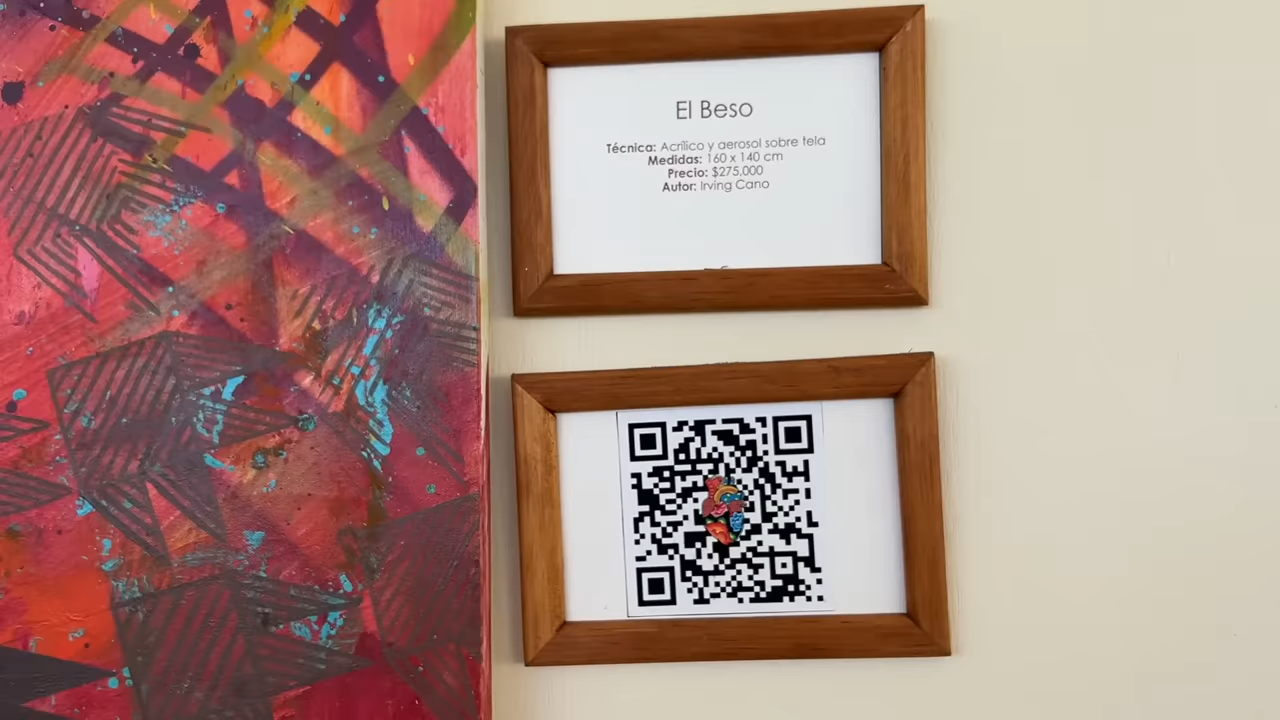 El Beso
Técnica: Acrílico y aerosol sobre tela
Medidas: 160 x 140 cm
Precio: $275,000
Autor: Irving Cano